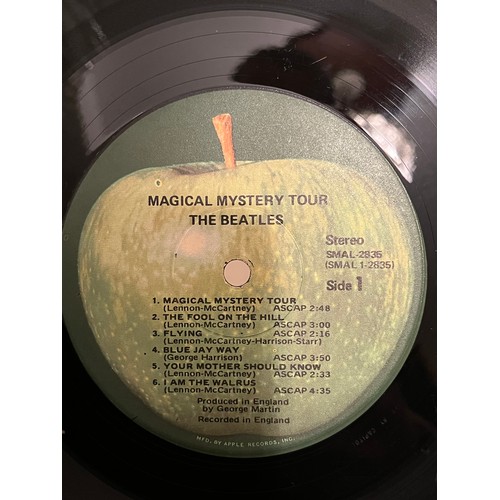 MAGICAL MYSTERY TOUR
THE BEATLES
Stereo
SMAL-2835
(SMAL 1-2835)
Side 1
1. MAGICAL MYSTERY TOUR
(Lennon-McCartney) ASCAP 2:48
2. THE FOOL ON THE HILL
(Lennon-McCartney) ASCAP 3:00
3. FLYING ASCAP 2:16
(Lennon-McCartney-Harrison-Starr)
4. BLUE JAY WAY
(George Harrison) ASCAP 3:50
5. YOUR MOTHER SHOULD KNOW
(Lennon-McCartney) ASCAP 2:33
6. I AM THE WALRUS
(Lennon-McCartney) ASCAP 4:35
Produced in England
by George Martin
Recorded in England
MFD. BY APPLE RECORDS, INC.